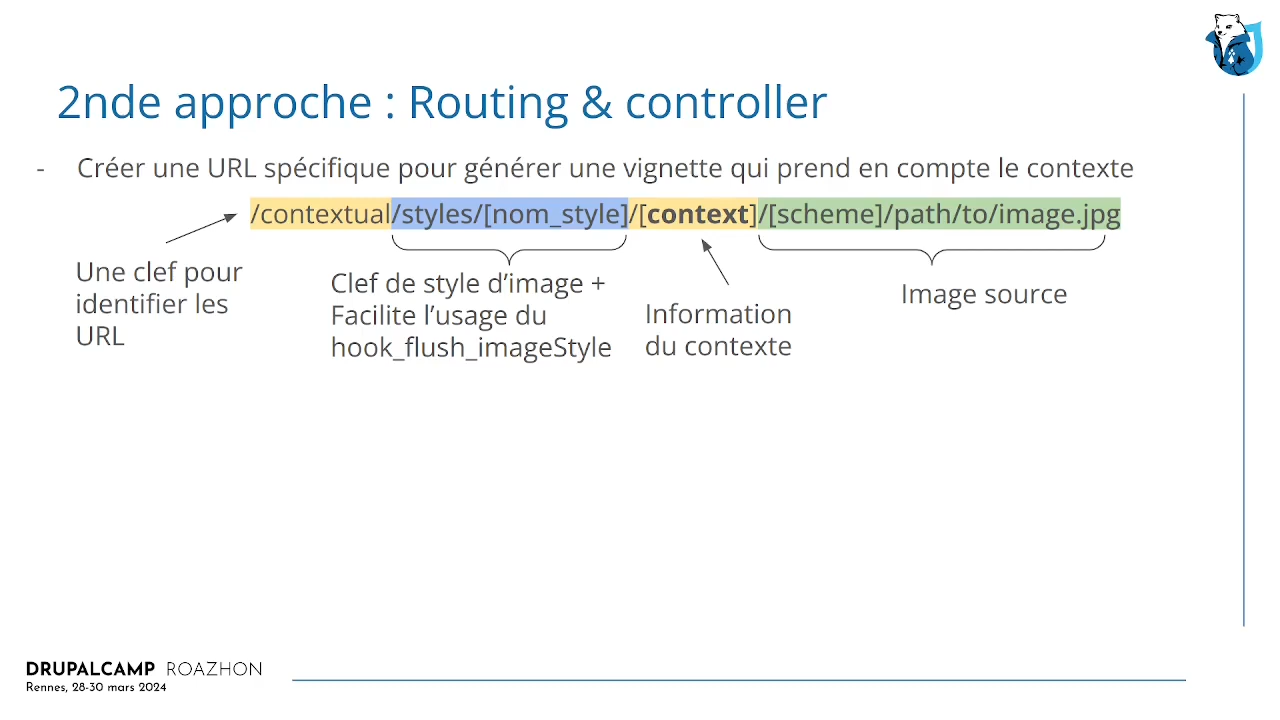 2nde approche : Routing & controller
- Créer une URL spécifique pour générer une vignette qui prend en compte le contexte
/contextual/styles/[nom_style]/[context]/[scheme]/path/to/image.jpg
Une clef pour
identifier les
URL
Clef de style d’image +
Facilite l’usage du
hook_flush_imageStyle
Information
du contexte
Image source
DRUPALCAMP ROAZHON
Rennes, 28-30 mars 2024